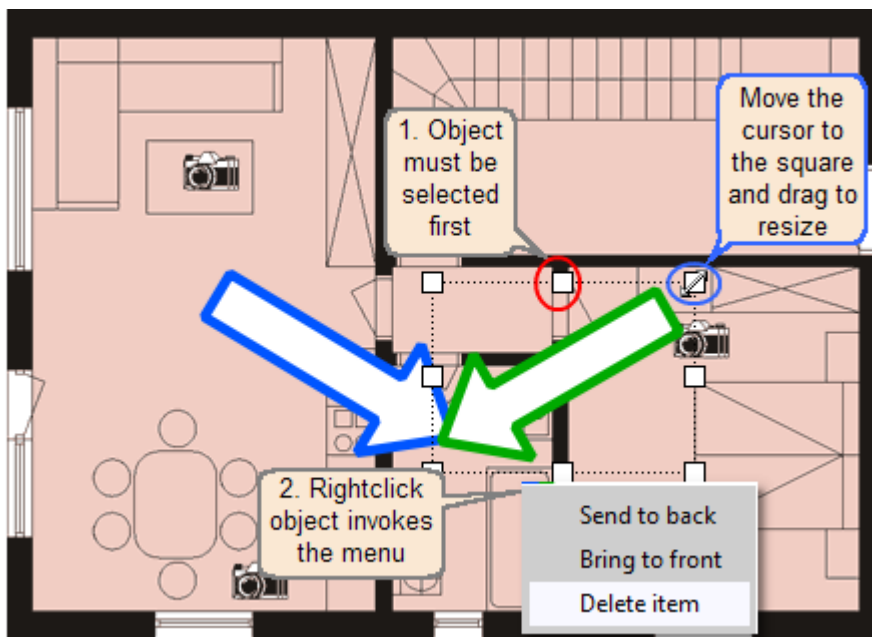 1. Object
must be
selected
first
Move the
cursor to
the square
and drag to
resize
2. Rightclick
object invokes
the menu
Send to back
Bring to front
Delete item